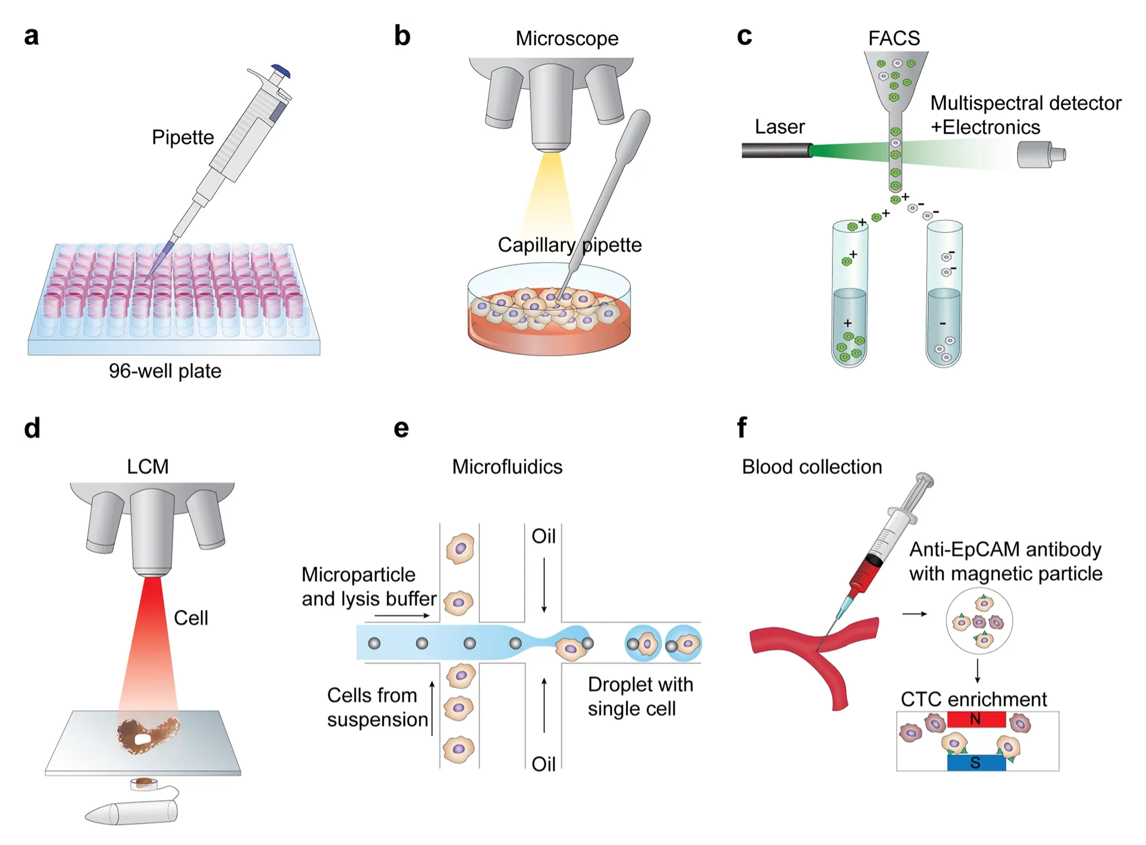 a
Pipette
96-well plate
b
Microscope
Capillary pipette
c
FACS
Laser
Multispectral detector
+Electronics
+
+
+
+
+
-
-
-
-
-
d
LCM
Cell
e
Microfluidics
Oil
Microparticle
and lysis buffer
Cells from
suspension
Droplet with
single cell
Oil
f
Blood collection
Anti-EpCAM antibody
with magnetic particle
CTC enrichment
N
S